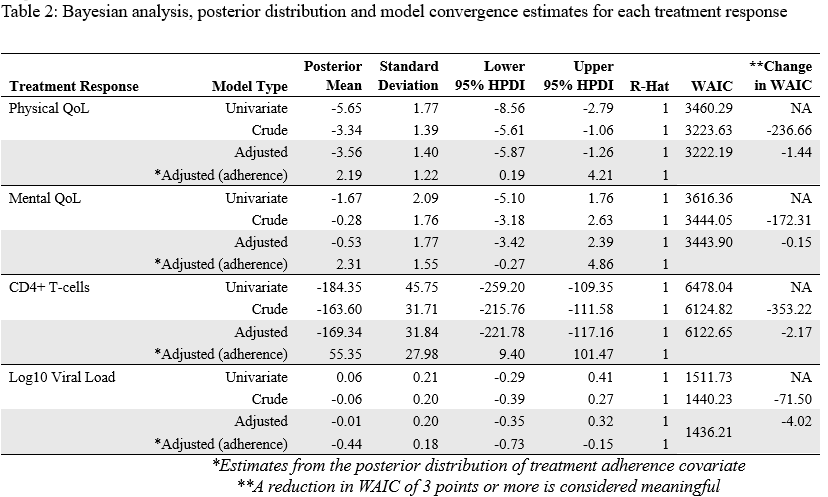 Table 2: Bayesian analysis, posterior distribution and model convergence estimates for each treatment response
Treatment Response Model Type Posterior Mean Standard Deviation Lower 95% HPDI Upper 95% HPDI R-Hat WAIC **Change in WAIC
Physical QoL Univariate -5.65 1.77 -8.56 -2.79 1 3460.29 NA
Crude -3.34 1.39 -5.61 -1.06 1 3223.63 -236.66
Adjusted -3.56 1.40 -5.87 -1.26 1 3222.19 -1.44
*Adjusted (adherence) 2.19 1.22 0.19 4.21 1
Mental QoL Univariate -1.67 2.09 -5.10 1.76 1 3616.36 NA
Crude -0.28 1.76 -3.18 2.63 1 3444.05 -172.31
Adjusted -0.53 1.77 -3.42 2.39 1 3443.90 -0.15
*Adjusted (adherence) 2.31 1.55 -0.27 4.86 1
CD4+ T-cells Univariate -184.35 45.75 -259.20 -109.35 1 6478.04 NA
Crude -163.60 31.71 -215.76 -111.58 1 6124.82 -353.22
Adjusted -169.34 31.84 -221.78 -117.16 1 6122.65 -2.17
*Adjusted (adherence) 55.35 27.98 9.40 101.47 1
Log10 Viral Load Univariate 0.06 0.21 -0.29 0.41 1 1511.73 NA
Crude -0.06 0.20 -0.39 0.27 1 1440.23 -71.50
Adjusted -0.01 0.20 -0.35 0.32 1 1436.21 -4.02
*Adjusted (adherence) -0.44 0.18 -0.73 -0.15 1
*Estimates from the posterior distribution of treatment adherence covariate
**A reduction in WAIC of 3 points or more is considered meaningful